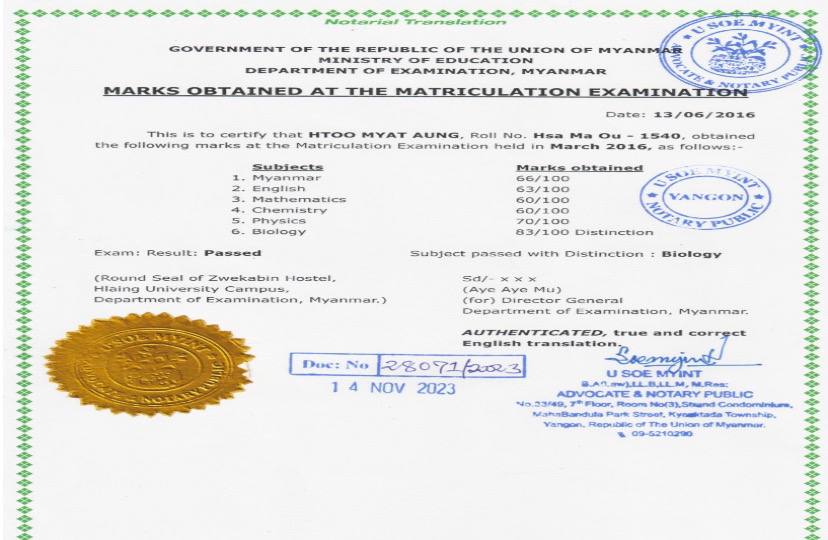 Notarial Translation
GOVERNMENT OF THE REPUBLIC OF THE UNION OF MYANMAR
MINISTRY OF EDUCATION
DEPARTMENT OF EXAMINATION, MYANMAR
MARKS OBTAINED AT THE MATRICULATION EXAMINATION
U SOE MYINT
ADVOCATE & NOTARY PUBLIC
Date: 13/06/2016
This is to certify that HTOO MYAT AUNG, Roll No. Hsa Ma Ou – 1540, obtained
the following marks at the Matriculation Examination held in March 2016, as follows:-
Subjects Marks obtained
1. Myanmar 66/100
2. English 63/100
3. Mathematics 60/100
4. Chemistry 60/100
5. Physics 70/100
6. Biology 83/100 Distinction
U SOE MYINT
YANGON
NOTARY PUBLIC
Exam: Result: Passed Subject passed with Distinction : Biology
(Round Seal of Zwekabin Hostel, Sd/- x x x
Hlaing University Campus, (Aye Aye Mu)
Department of Examination, Myanmar.) (for) Director General
Department of Examination, Myanmar.
AUTHENTICATED, true and correct
English translation.
U SOE MYINT
ADVOCATE & NOTARY PUBLIC
Doc: No 28071/2023
14 NOV 2023
Soemyint
U SOE MYINT
B.A(Law),LL.B,LL.M, M.Res:
ADVOCATE & NOTARY PUBLIC
No.33/49, 7th Floor, Room No(3),Strand Condominium,
MahaBandula Park Street, Kyauktada Township,
Yangon, Republic of The Union of Myanmar.
09-5210290